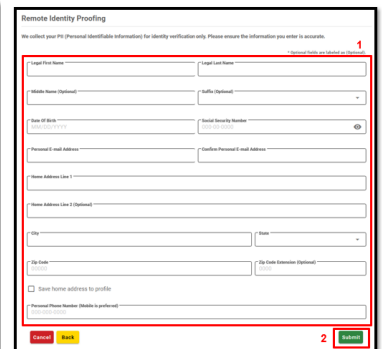 Remote Identity Proofing
We collect your PII (Personal Identifiable Information) for identity verification only. Please ensure the information you enter is accurate.
1
* Optional fields are labeled as (Optional)
Legal First Name
Legal Last Name
Middle Name (Optional)
Suffix (Optional)
Date Of Birth
MM/DD/YYYY
Social Security Number
000-00-0000
Personal E-mail Address
Confirm Personal E-mail Address
Home Address Line 1
Home Address Line 2 (Optional)
City
State
Zip Code
00000
Zip Code Extension (Optional)
0000
Save home address to profile
Personal Phone Number (Mobile is preferred)
000-000-0000
Cancel
Back
2
Submit